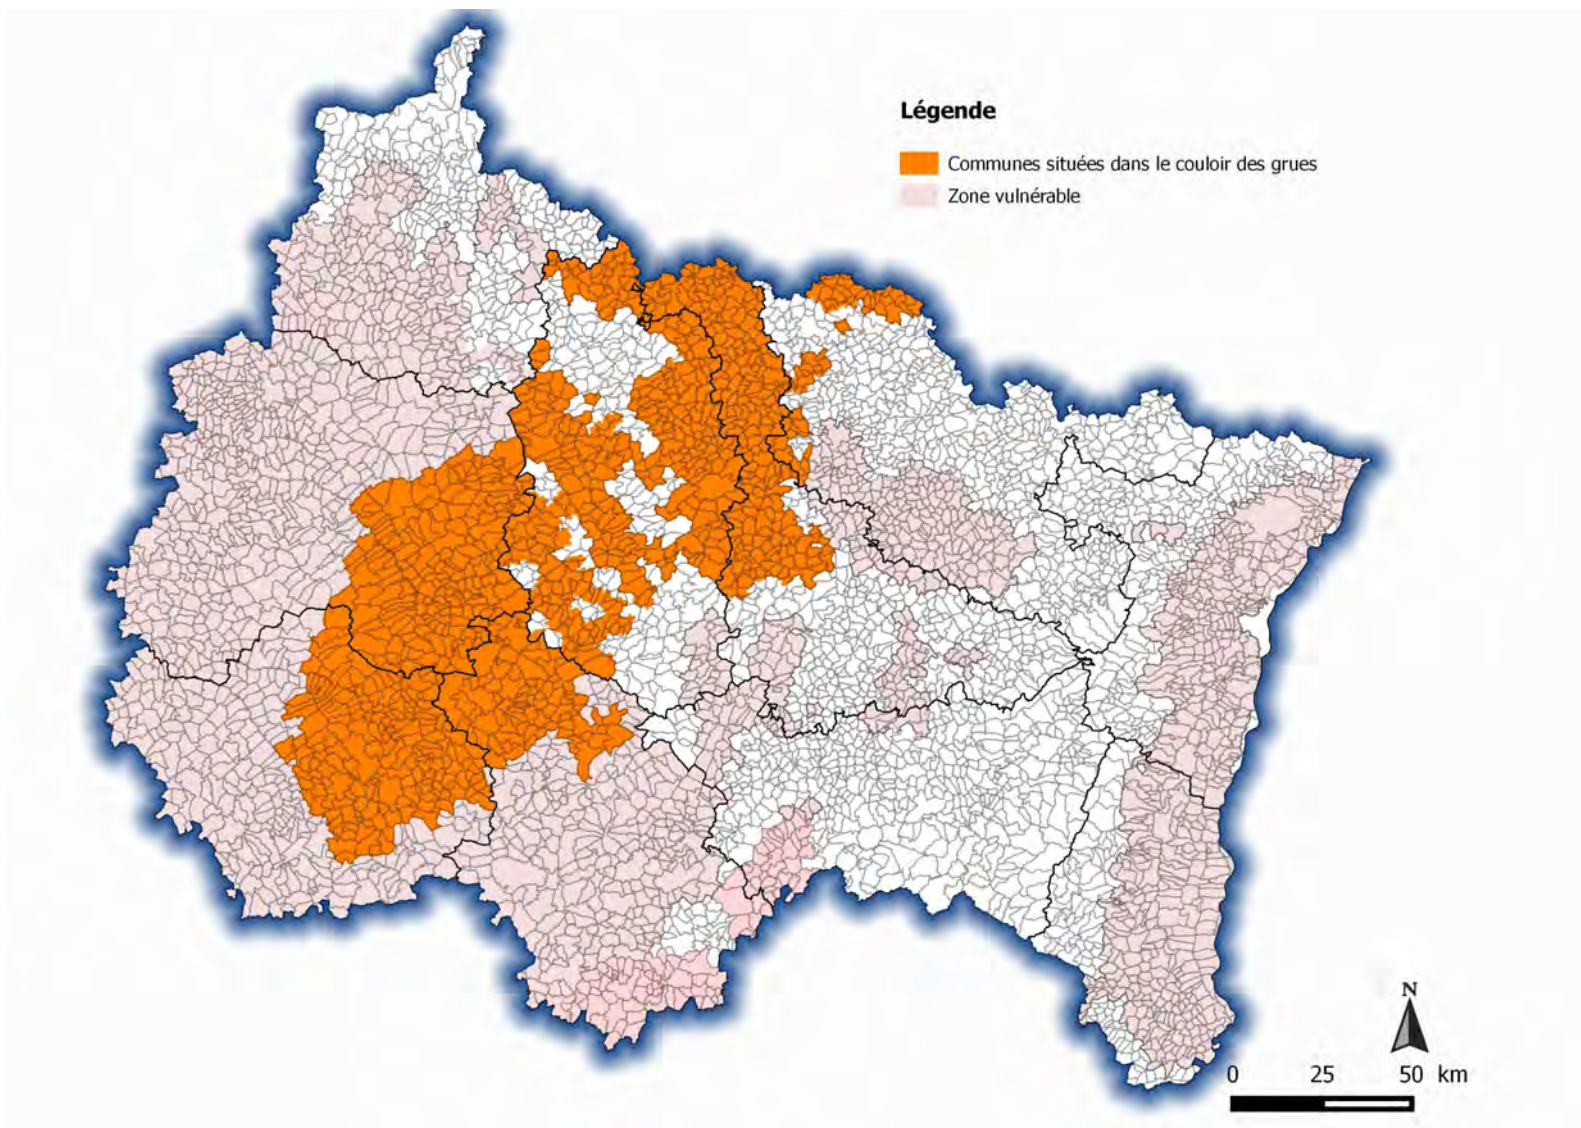 Légende
Communes situées dans le couloir des grues
Zone vulnérable
N
0 25 50 km